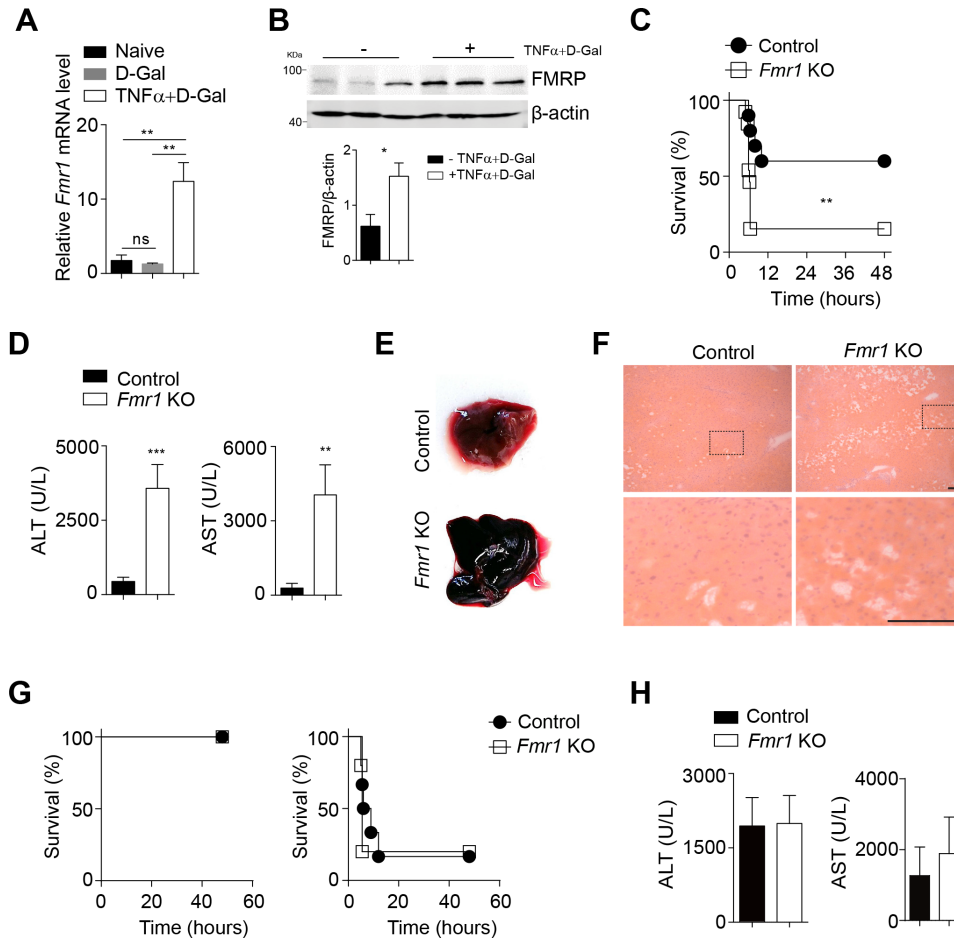 A
Naive
D-Gal
TNFα+D-Gal
Relative Fmr1 mRNA level
20
10
0
**
**
ns
B
KDa
-
+
TNFα+D-Gal
100
FMRP
40
β-actin
FMRP/β-actin
2
1
0
*
- TNFα+D-Gal
+TNFα+D-Gal
C
Control
Fmr1 KO
Survival (%)
100
50
0
**
0 12 24 36 48
Time (hours)
D
Control
Fmr1 KO
ALT (U/L)
5000
2500
0
***
AST (U/L)
6000
3000
0
**
E
Control
Fmr1 KO
F
Control
Fmr1 KO
G
Survival (%)
100
50
0
0 20 40 60
Time (hours)
Survival (%)
100
50
0
0 20 40 60
Time (hours)
Control
Fmr1 KO
H
Control
Fmr1 KO
ALT (U/L)
3000
1500
0
AST (U/L)
4000
2000
0